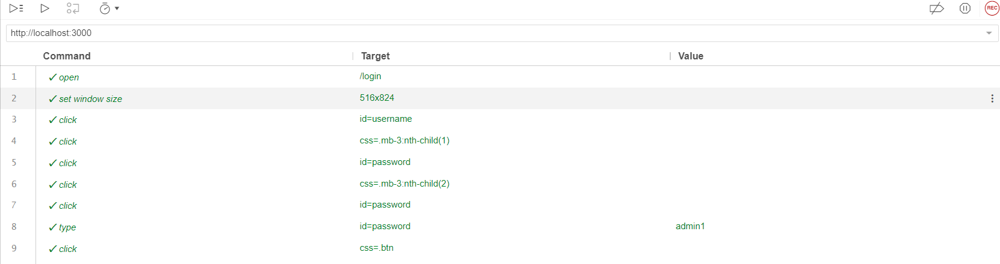 REC
http://localhost:3000
Command Target Value
1 open /login
2 set window size 516x824
3 click id=username
4 click css=.mb-3:nth-child(1)
5 click id=password
6 click css=.mb-3:nth-child(2)
7 click id=password
8 type id=password admin1
9 click css=.btn